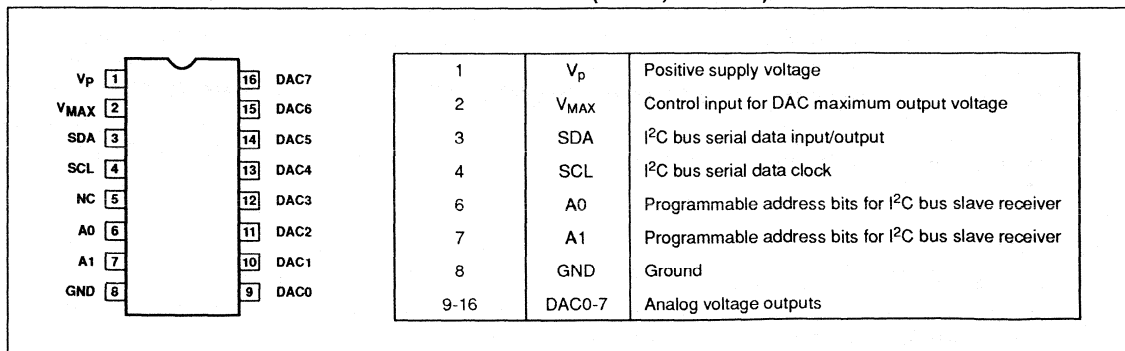 VP 1 16 DAC7
VMAX 2 15 DAC6
SDA 3 14 DAC5
SCL 4 13 DAC4
NC 5 12 DAC3
A0 6 11 DAC2
A1 7 10 DAC1
GND 8 9 DAC0
1 Vp Positive supply voltage
2 VMAX Control input for DAC maximum output voltage
3 SDA I²C bus serial data input/output
4 SCL I²C bus serial data clock
6 A0 Programmable address bits for I²C bus slave receiver
7 A1 Programmable address bits for I²C bus slave receiver
8 GND Ground
9-16 DAC0-7 Analog voltage outputs